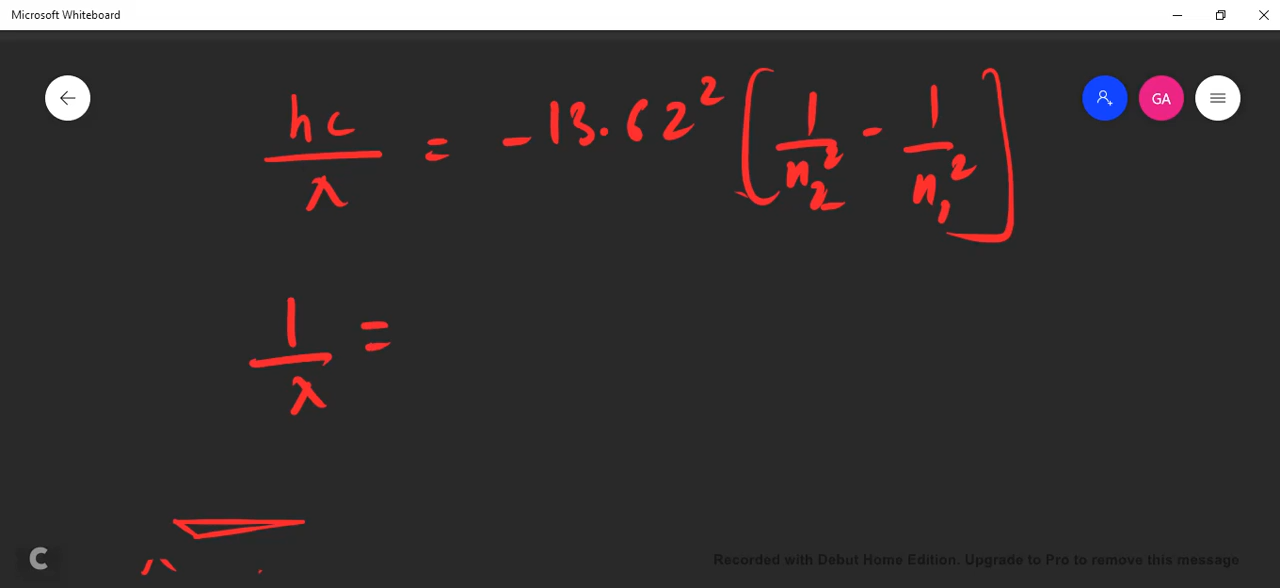 Microsoft Whiteboard
GA
hc/λ = -13.6Z² [1/n₂² - 1/n₁²]
1/λ =
C
Recorded with Debut Home Edition. Upgrade to Pro to remove this message